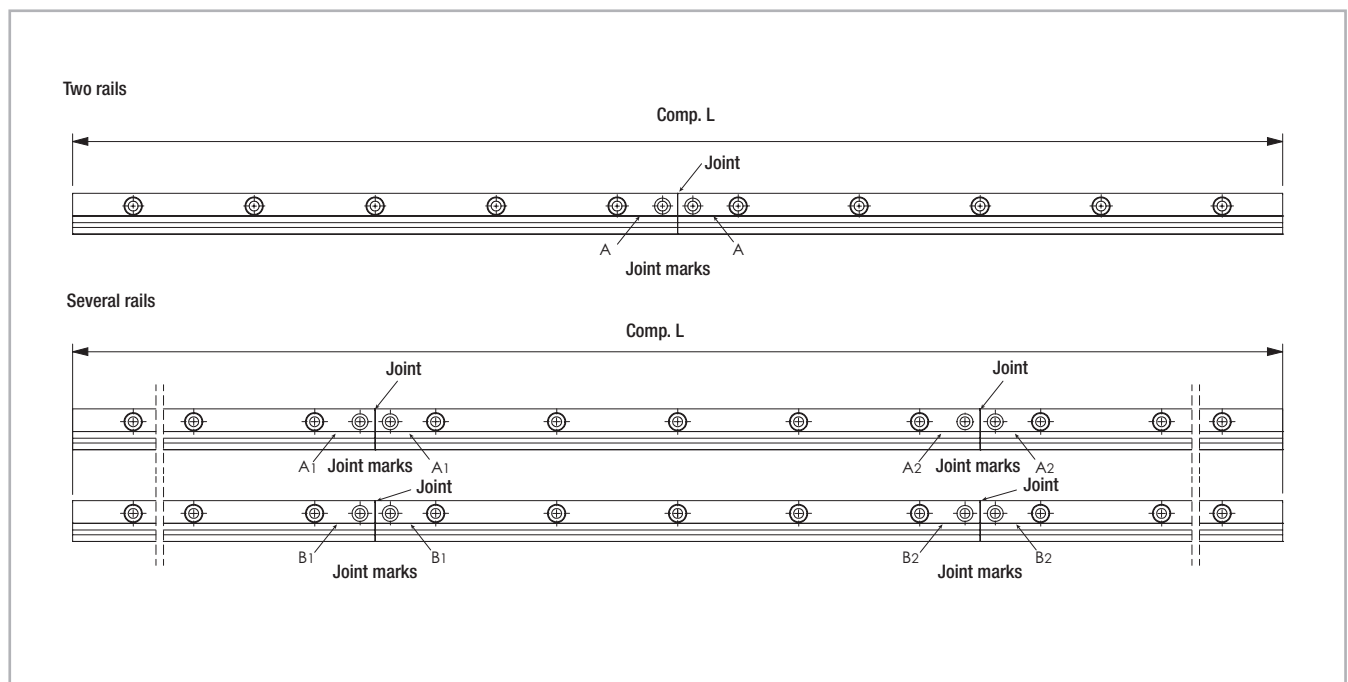 Two rails
Comp. L
Joint
A A
Joint marks
Several rails
Comp. L
Joint Joint
A1 Joint marks A1 A2 Joint marks A2
Joint Joint
B1 B1 B2 B2
Joint marks Joint marks